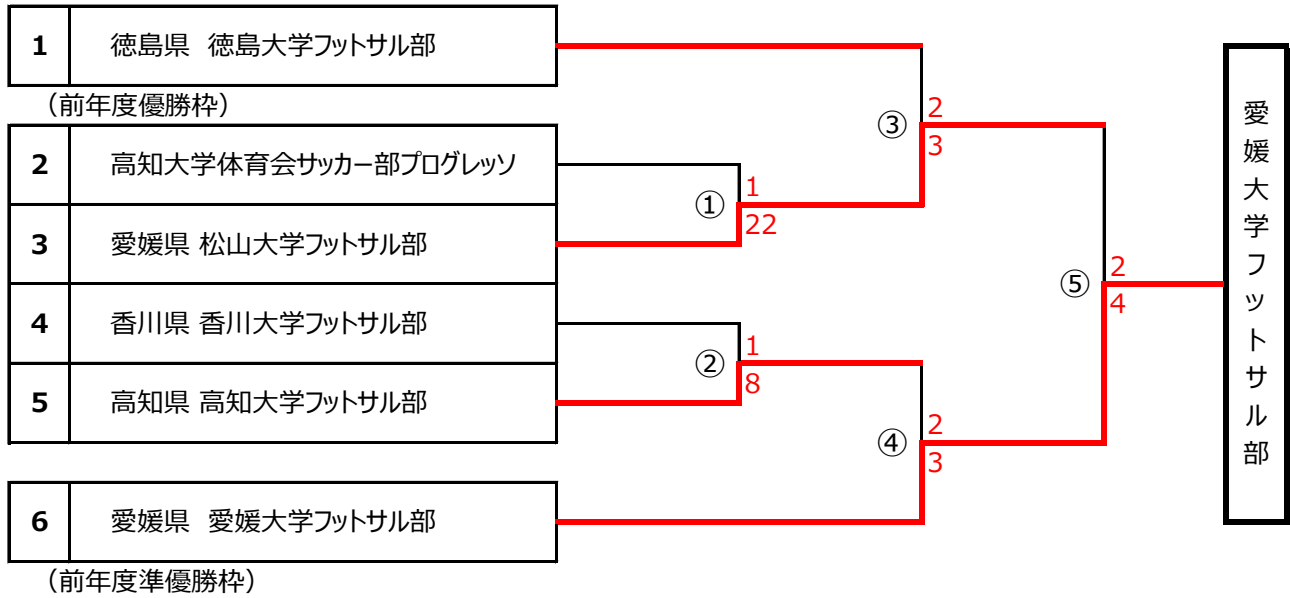 1 徳島県 徳島大学フットサル部
（前年度優勝枠）
2 高知大学体育会サッカー部プログレッソ
3 愛媛県 松山大学フットサル部
4 香川県 香川大学フットサル部
5 高知県 高知大学フットサル部
6 愛媛県 愛媛大学フットサル部
（前年度準優勝枠）
① 1
22
② 1
8
③ 2
3
④ 2
3
⑤ 2
4
愛媛大学フットサル部